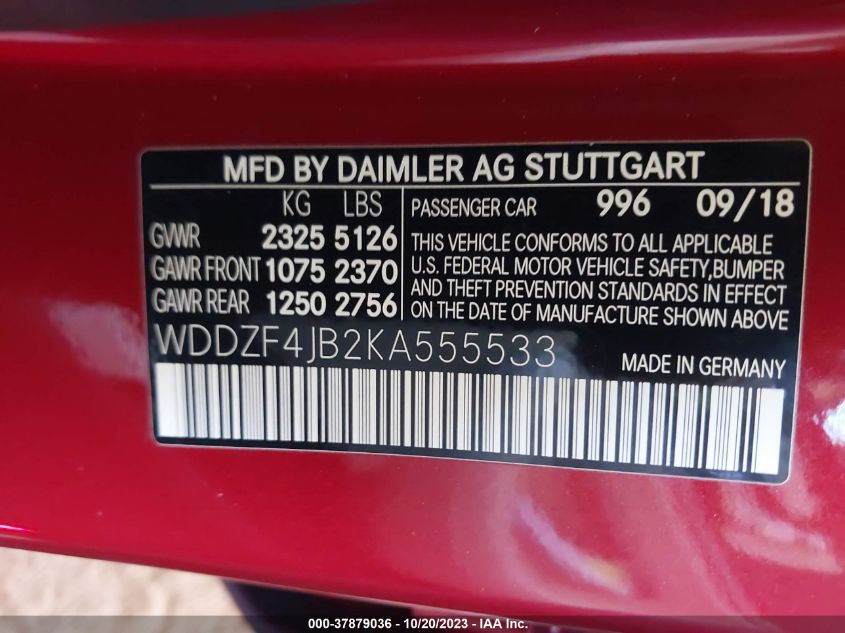 MFD BY DAIMLER AG STUTTGART
KG LBS
GVWR 2325 5126
GAWR FRONT 1075 2370
GAWR REAR 1250 2756
PASSENGER CAR 996 09/18
THIS VEHICLE CONFORMS TO ALL APPLICABLE
U.S. FEDERAL MOTOR VEHICLE SAFETY,BUMPER
AND THEFT PREVENTION STANDARDS IN EFFECT
ON THE DATE OF MANUFACTURE SHOWN ABOVE
WDDZF4JB2KA555533
MADE IN GERMANY
000-37879036 - 10/20/2023 - IAA Inc.